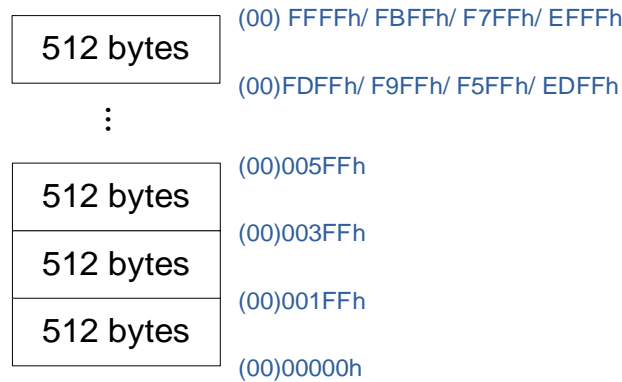 (00) FFFFh/ FBFFh/ F7FFh/ EFFFh
512 bytes
(00)FDFFh/ F9FFh/ F5FFh/ EDFFh
⋮
(00)005FFh
512 bytes
(00)003FFh
512 bytes
(00)001FFh
512 bytes
(00)00000h